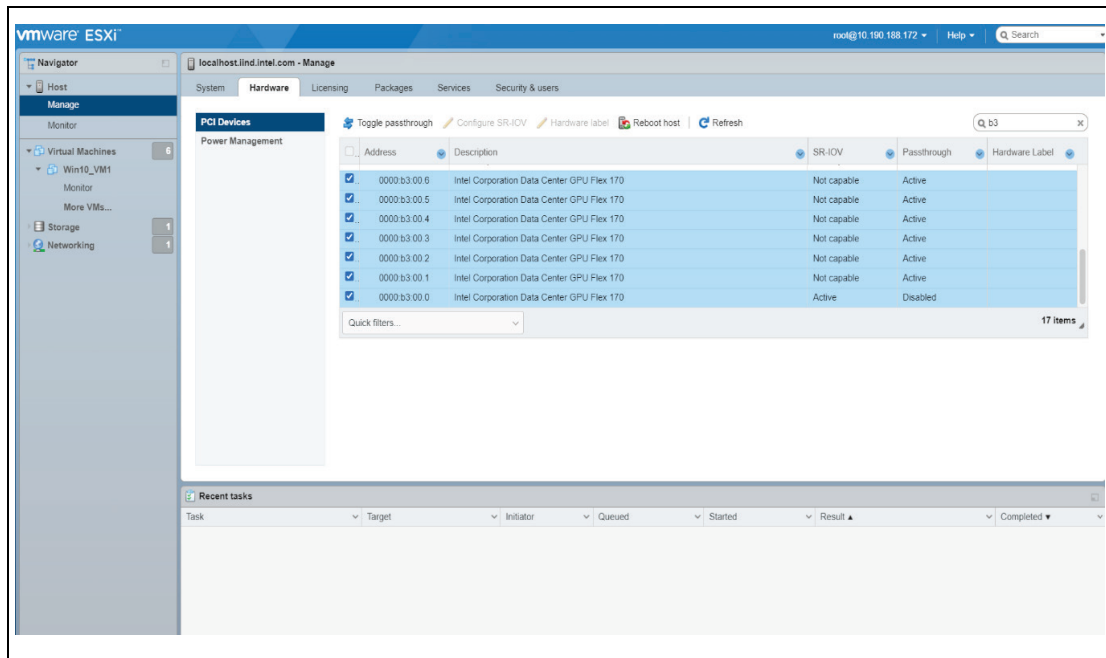 vmware ESXi™
root@10.190.188.172 | Help | Search
Navigator
Host
Manage
Monitor
Virtual Machines 6
Win10_VM1
Monitor
More VMs...
Storage 1
Networking 1
localhost.iind.intel.com - Manage
System Hardware Licensing Packages Services Security & users
PCI Devices
Power Management
Toggle passthrough Configure SR-IOV Hardware label Reboot host | Refresh b3
Address Description SR-IOV Passthrough Hardware Label
0000:b3:00.6 Intel Corporation Data Center GPU Flex 170 Not capable Active
0000:b3:00.5 Intel Corporation Data Center GPU Flex 170 Not capable Active
0000:b3:00.4 Intel Corporation Data Center GPU Flex 170 Not capable Active
0000:b3:00.3 Intel Corporation Data Center GPU Flex 170 Not capable Active
0000:b3:00.2 Intel Corporation Data Center GPU Flex 170 Not capable Active
0000:b3:00.1 Intel Corporation Data Center GPU Flex 170 Not capable Active
0000:b3:00.0 Intel Corporation Data Center GPU Flex 170 Active Disabled
Quick filters... 17 items
Recent tasks
Task Target Initiator Queued Started Result ▲ Completed ▼